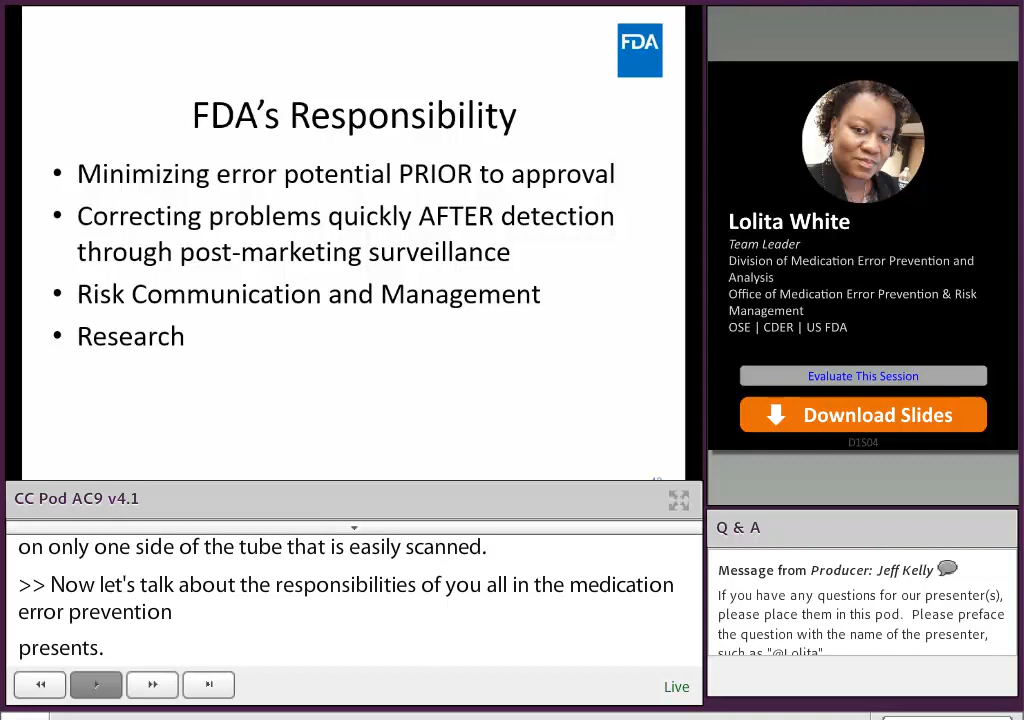 FDA
FDA's Responsibility
• Minimizing error potential PRIOR to approval
• Correcting problems quickly AFTER detection
through post-marketing surveillance
• Risk Communication and Management
• Research
CC Pod AC9 v4.1
on only one side of the tube that is easily scanned.
>> Now let's talk about the responsibilities of you all in the medication
error prevention
presents.
Live
Lolita White
Team Leader
Division of Medication Error Prevention and
Analysis
Office of Medication Error Prevention & Risk
Management
OSE | CDER | US FDA
Evaluate This Session
Download Slides
D1S04
Q & A
Message from Producer: Jeff Kelly
If you have any questions for our presenter(s),
please place them in this pod. Please preface
the question with the name of the presenter,
such as "@Lolita"